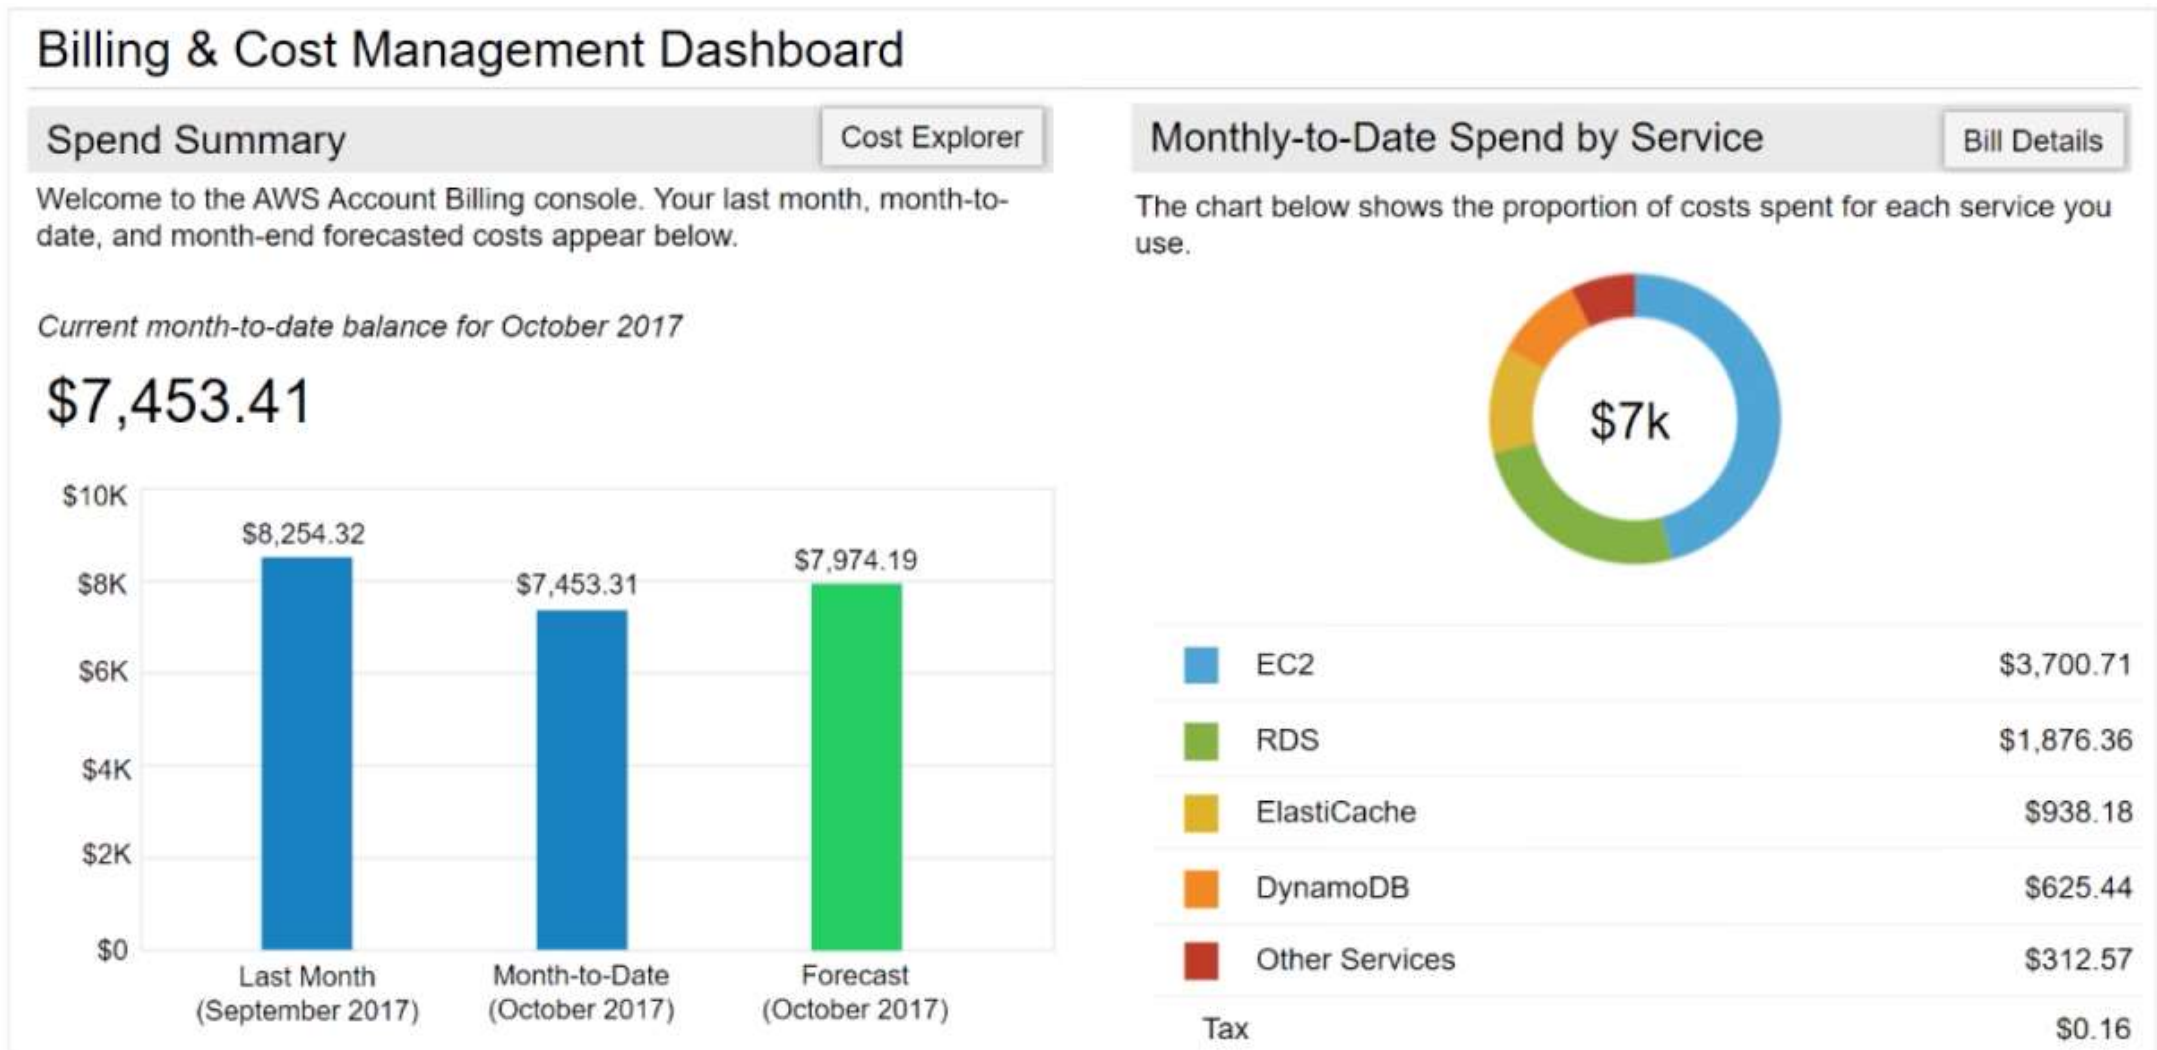 Billing & Cost Management Dashboard
Spend Summary
Cost Explorer
Welcome to the AWS Account Billing console. Your last month, month-to-
date, and month-end forecasted costs appear below.
Current month-to-date balance for October 2017
$7,453.41
$10K
$8K
$6K
$4K
$2K
$0
$8,254.32
$7,453.31
$7,974.19
Last Month
(September 2017)
Month-to-Date
(October 2017)
Forecast
(October 2017)
Monthly-to-Date Spend by Service
Bill Details
The chart below shows the proportion of costs spent for each service you
use.
$7k
EC2 $3,700.71
RDS $1,876.36
ElastiCache $938.18
DynamoDB $625.44
Other Services $312.57
Tax $0.16